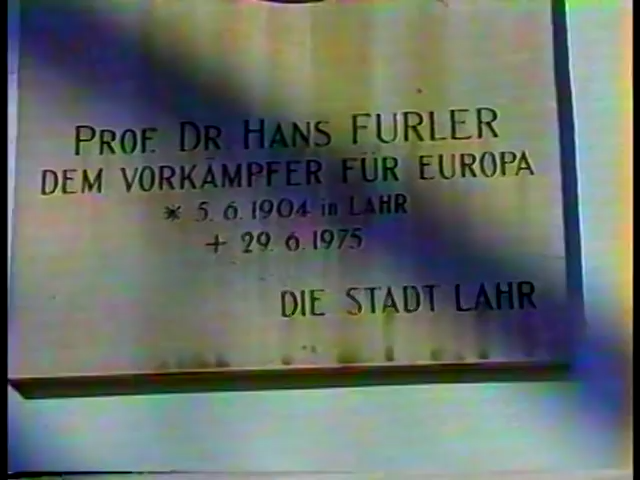 PROF. DR HANS FURLER
DEM VORKÄMPFER FÜR EUROPA
* 5. 6. 1904 in LAHR
+ 29. 6. 1975
DIE STADT LAHR